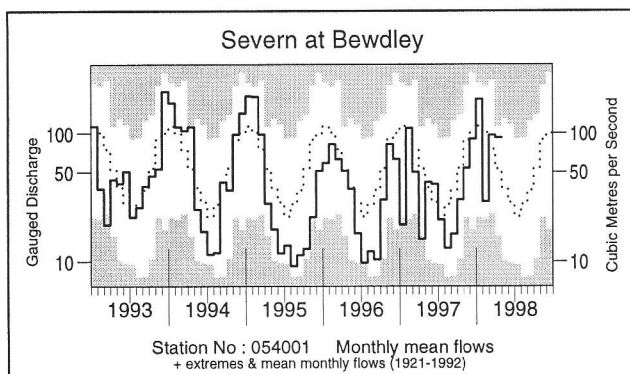 Severn at Bewdley
Gauged Discharge
100
50
10
100
50
10
Cubic Metres per Second
1993 1994 1995 1996 1997 1998
Station No : 054001 Monthly mean flows
+ extremes & mean monthly flows (1921-1992)